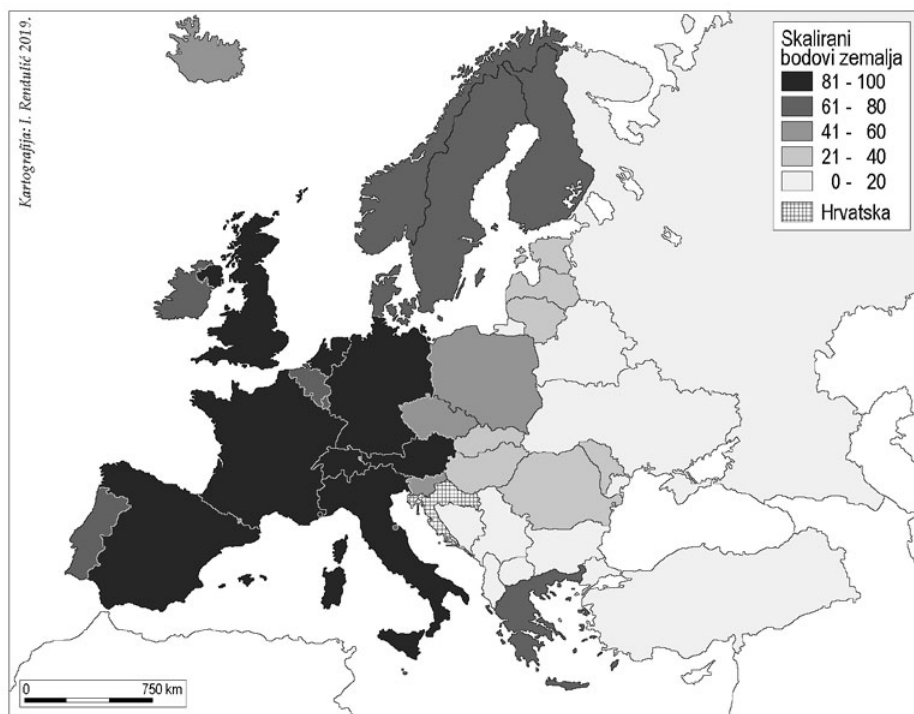 Kartografija: I. Rendulić 2019.
Skalirani
bodovi zemalja
81 - 100
61 - 80
41 - 60
21 - 40
0 - 20
Hrvatska
0 750 km